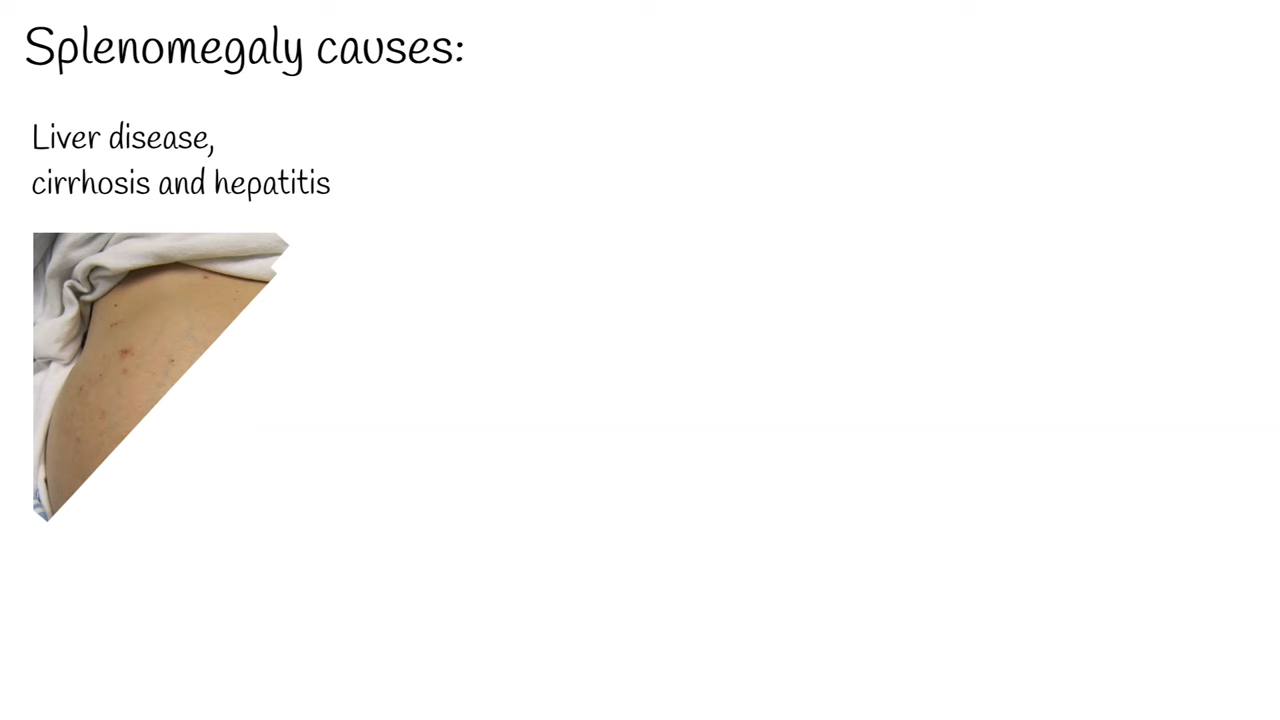 Splenomegaly causes:
Liver disease,
cirrhosis and hepatitis